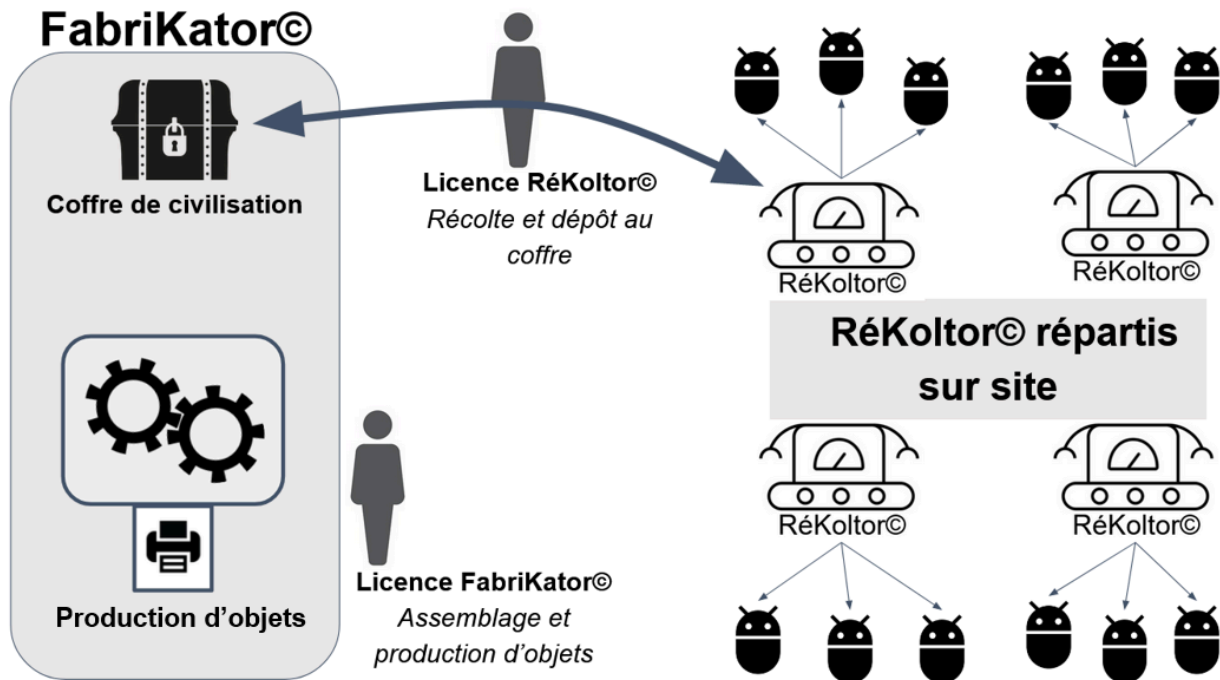 FabriKator©
Coffre de civilisation
Production d'objets
Licence RéKoltor©
Récolte et dépôt au
coffre
Licence FabriKator©
Assemblage et
production d'objets
RéKoltor©
RéKoltor©
RéKoltor© répartis
sur site
RéKoltor©
RéKoltor©